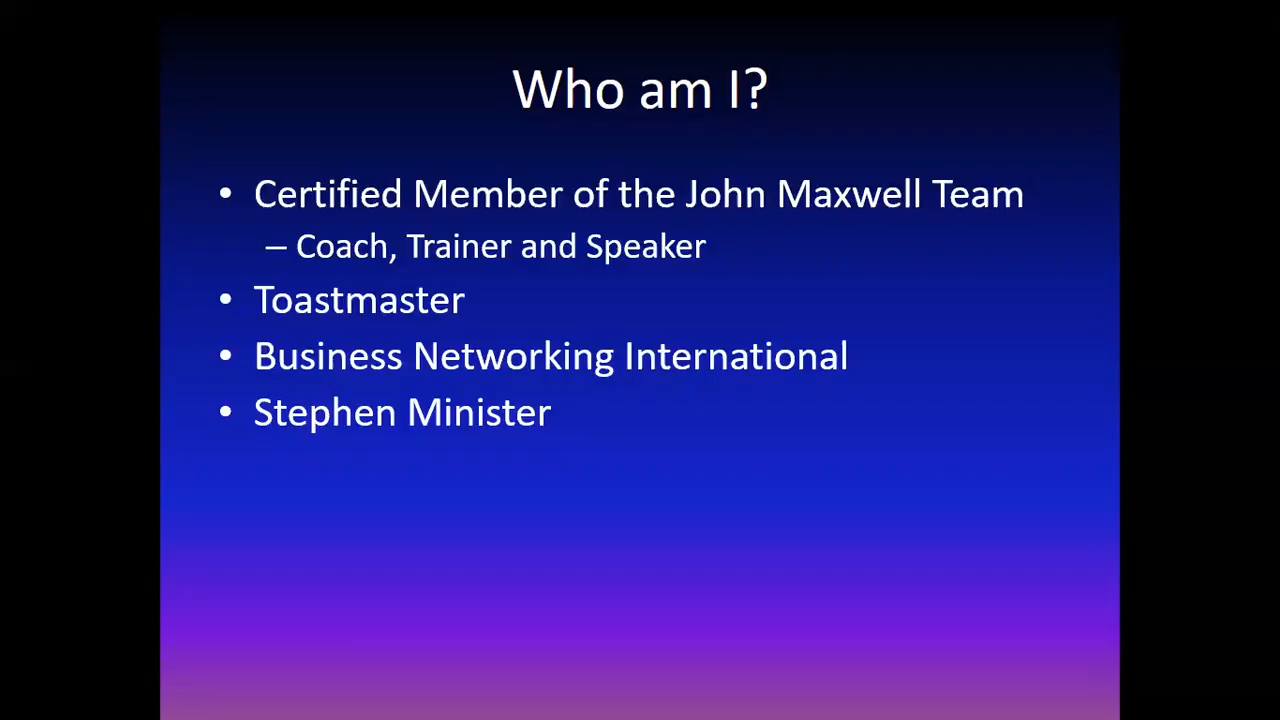 Who am I?
• Certified Member of the John Maxwell Team
– Coach, Trainer and Speaker
• Toastmaster
• Business Networking International
• Stephen Minister